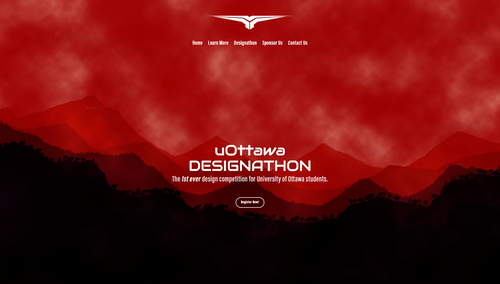 Home Learn More Designathon Sponsor Us Contact Us
uOttawa
DESIGNATHON
The 1st ever design competition for University of Ottawa students.
Register Now!